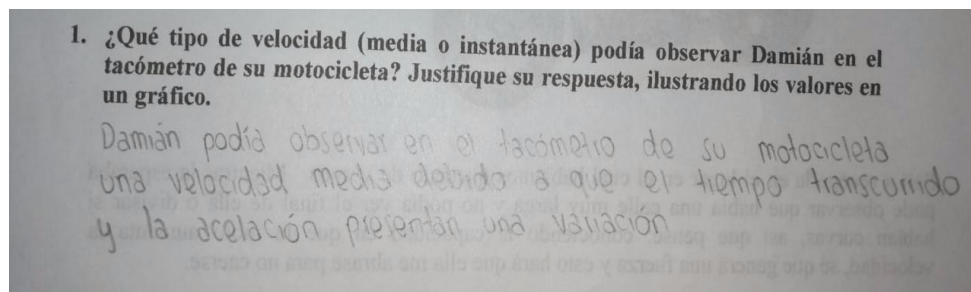 1. ¿Qué tipo de velocidad (media o instantánea) podía observar Damián en el
tacómetro de su motocicleta? Justifique su respuesta, ilustrando los valores en
un gráfico.
Damián podía observar en el tacómetro de su motocicleta
una velocidad media debido a que el tiempo transcurrido
y la acelación presentan una variación